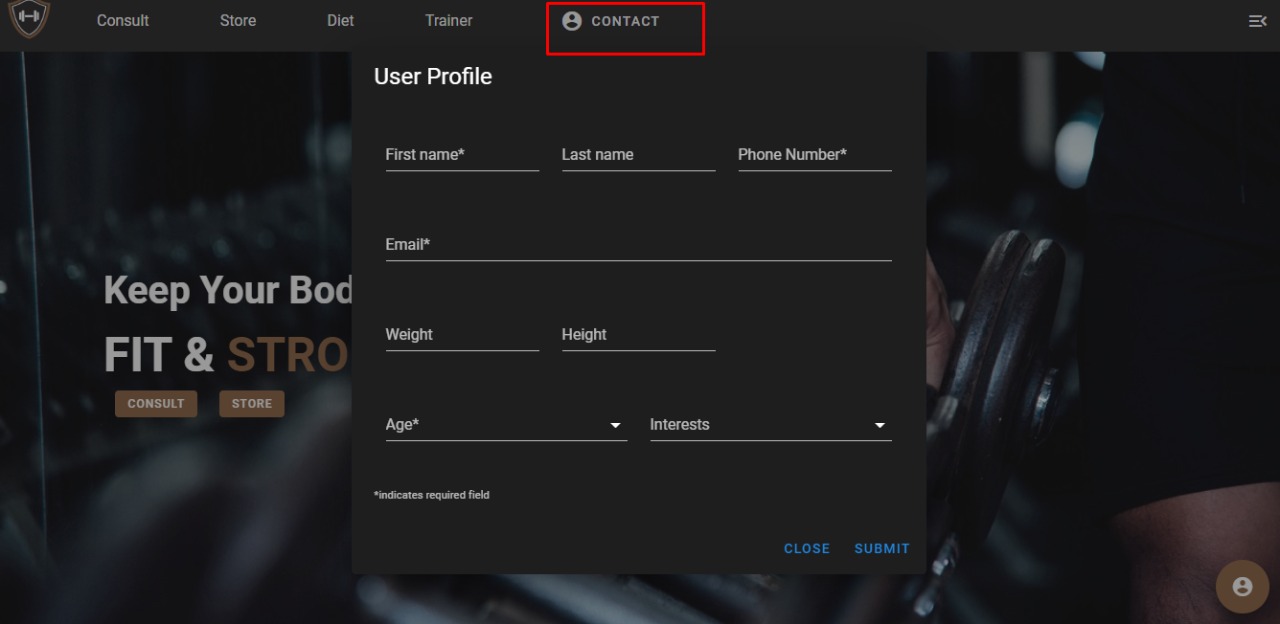 Consult Store Diet Trainer CONTACT
User Profile
First name* Last name Phone Number*
Email*
Keep Your Bod
Weight Height
FIT & STRO
CONSULT STORE
Age* Interests
*indicates required field
CLOSE SUBMIT